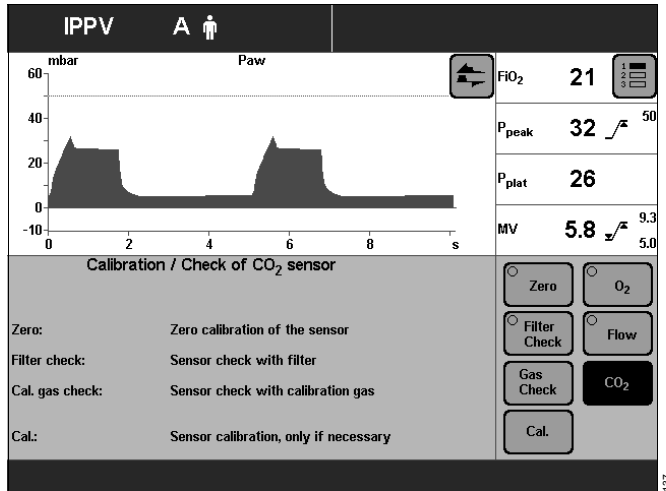 IPPV A
mbar Paw
60
40
20
0
-10
0 2 4 6 8 s
FiO2 21
1
2
3
Ppeak 32 50
Pplat 26
MV 5.8 9.3
5.0
Calibration / Check of CO2 sensor
Zero: Zero calibration of the sensor
Filter check: Sensor check with filter
Cal. gas check: Sensor check with calibration gas
Cal.: Sensor calibration, only if necessary
Zero O2
Filter Check Flow
Gas Check CO2
Cal.